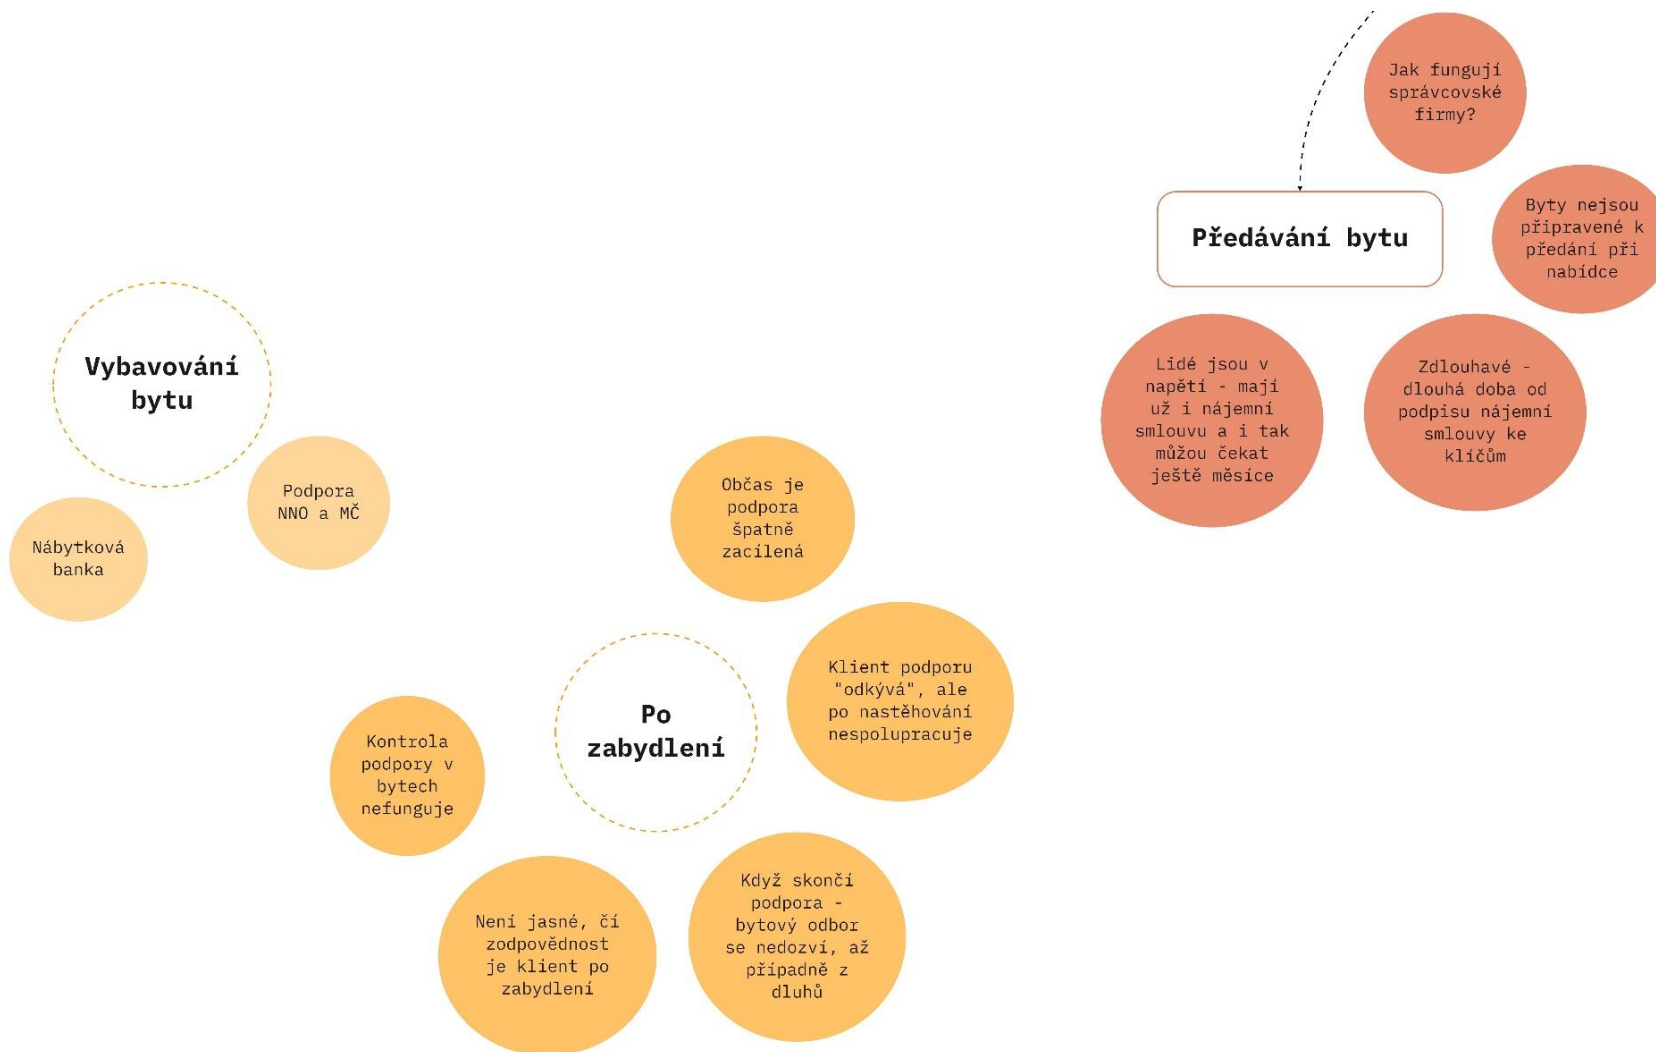 Jak fungují
správcovské
firmy?
Předávání bytu
Byty nejsou
připravené k
předání při
nabídce
Lidé jsou v
napětí - mají
už i nájemní
smlouvu a i tak
můžou čekat
ještě měsíce
Zdlouhavé -
dlouhá doba od
podpisu nájemní
smlouvy ke
klíčům
Vybavování
bytu
Podpora
NNO a MČ
Nábytková
banka
Občas je
podpora
špatně
zacílená
Klient podporu
"odkývá", ale
po nastěhování
nespolupracuje
Po
zabydlení
Kontrola
podpory v
bytech
nefunguje
Není jasné, čí
zodpovědnost
je klient po
zabydlení
Když skončí
podpora -
bytový odbor
se nedozví, až
případně z
dluhů